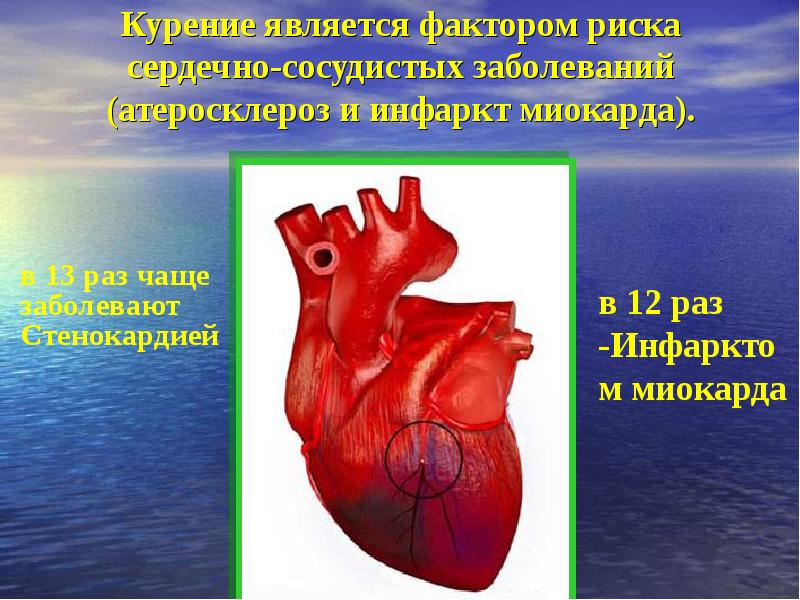 Курение является фактором риска
сердечно-сосудистых заболеваний
(атеросклероз и инфаркт миокарда).
в 13 раз чаще
заболевают
Стенокардией
в 12 раз
-Инфаркто
м миокарда